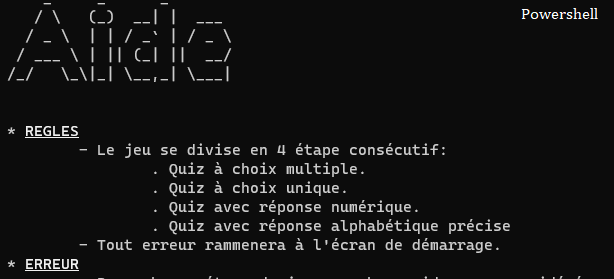 Powershell
Aide
* REGLES
- Le jeu se divise en 4 étape consécutif:
. Quiz à choix multiple.
. Quiz à choix unique.
. Quiz avec réponse numérique.
. Quiz avec réponse alphabétique précise
- Tout erreur rammenera à l'écran de démarrage.
* ERREUR